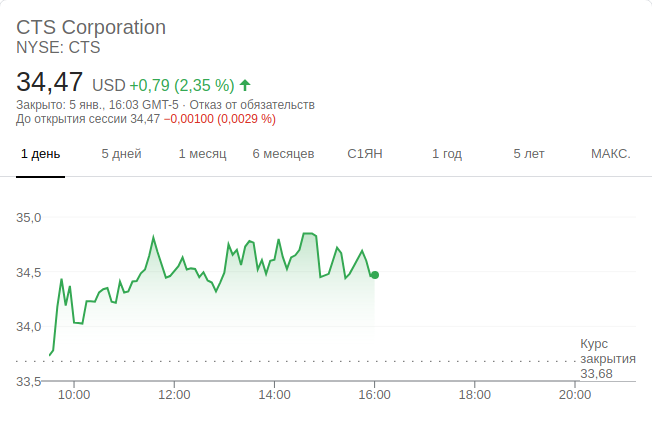 CTS Corporation
NYSE: CTS
34,47 USD +0,79 (2,35 %)
Закрыто: 5 янв., 16:03 GMT-5 · Отказ от обязательств
До открытия сессии 34,47 −0,00100 (0,0029 %)
1 день 5 дней 1 месяц 6 месяцев С1ЯН 1 год 5 лет МАКС.
35,0
34,5
34,0
Курс
закрытия
33,68
33,5
10:00 12:00 14:00 16:00 18:00 20:00